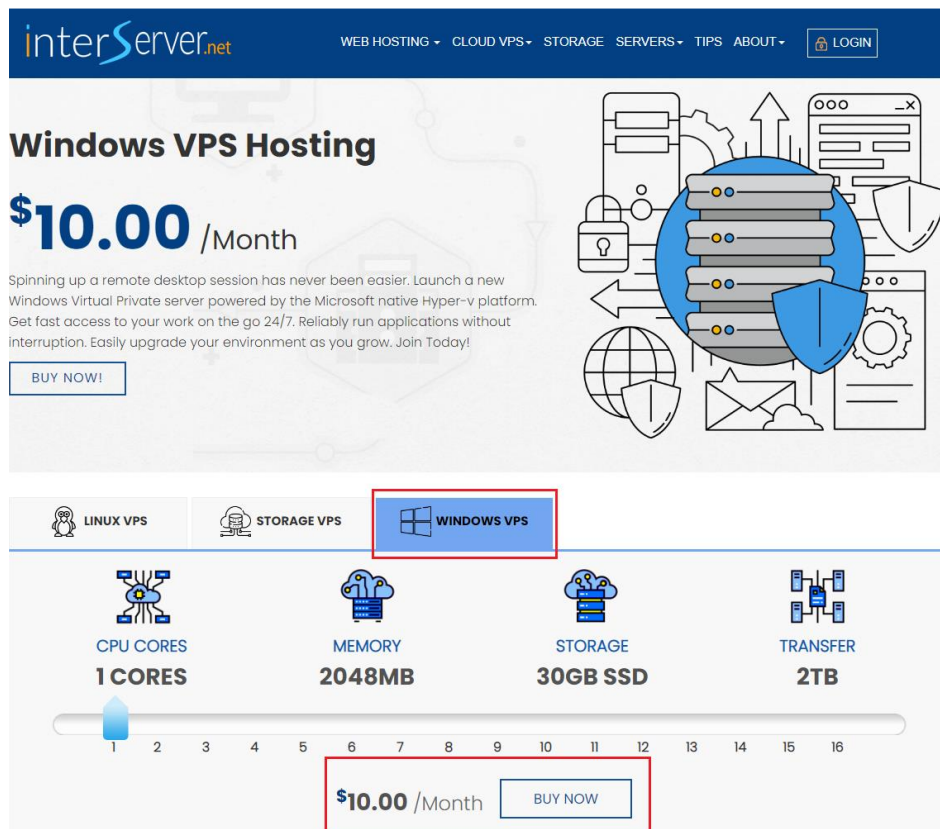 interServer.net
WEB HOSTING CLOUD VPS STORAGE SERVERS TIPS ABOUT LOGIN
Windows VPS Hosting
$10.00 /Month
Spinning up a remote desktop session has never been easier. Launch a new
Windows Virtual Private server powered by the Microsoft native Hyper-v platform.
Get fast access to your work on the go 24/7. Reliably run applications without
interruption. Easily upgrade your environment as you grow. Join Today!
BUY NOW!
LINUX VPS STORAGE VPS WINDOWS VPS
CPU CORES MEMORY STORAGE TRANSFER
1 CORES 2048MB 30GB SSD 2TB
1 2 3 4 5 6 7 8 9 10 11 12 13 14 15 16
$10.00 /Month BUY NOW